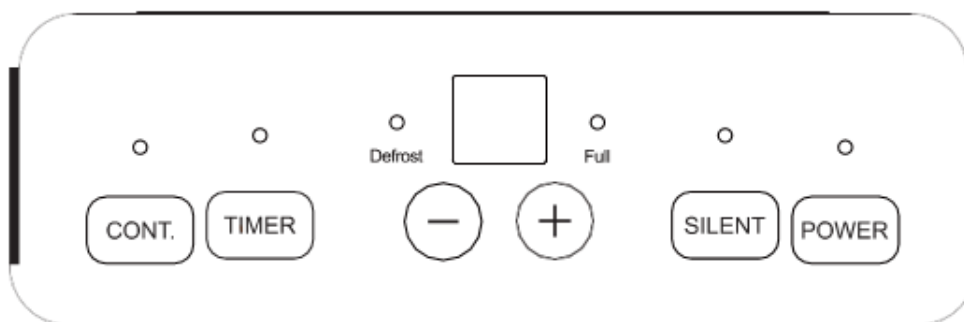 Defrost
Full
CONT.
TIMER
−
+
SILENT
POWER